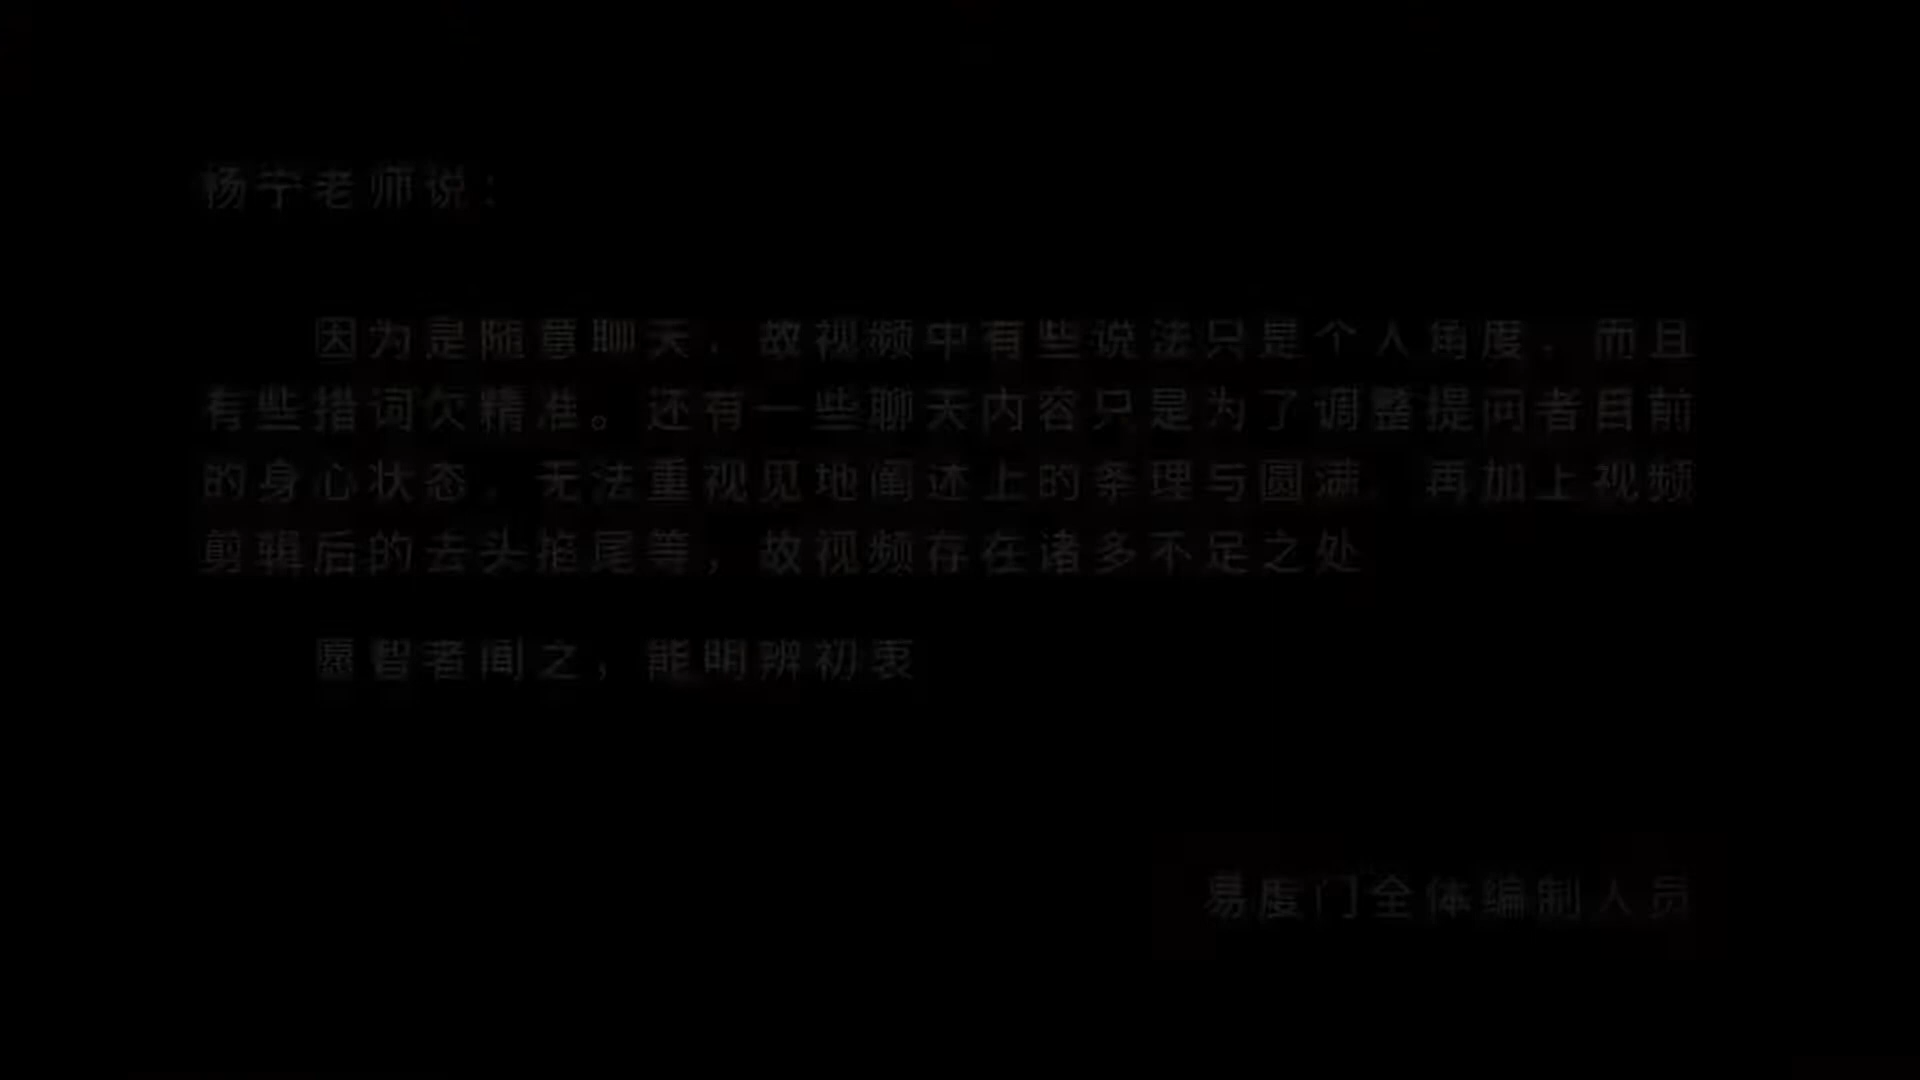 杨宁老师说：
因为是随意聊天，故视频中有些说法只是个人角度，而且
有些措词欠精准。还有一些聊天内容只是为了调整提问者目前
的身心状态，无法重视见地阐述上的条理与圆满。再加上视频
剪辑后的去头掐尾等，故视频存在诸多不足之处
愿智者闻之，能明辨初衷
易度门全体编制人员